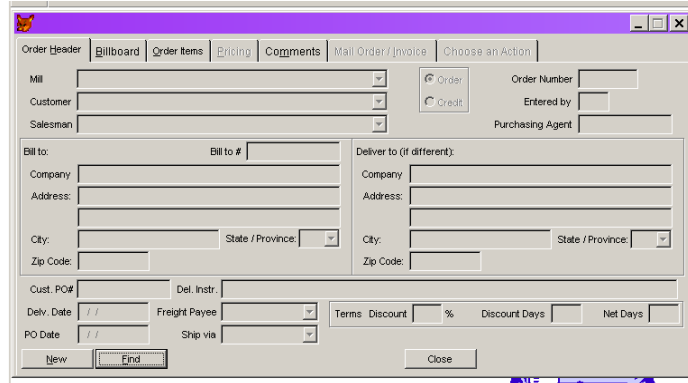 Order Header Billboard Order Items Pricing Comments Mail Order / Invoice Choose an Action
Mill Order Order Number
Customer Credit Entered by
Salesman Purchasing Agent
Bill to: Bill to # Deliver to (if different):
Company Company
Address: Address:
City: State / Province: City: State / Province:
Zip Code: Zip Code:
Cust. PO# Del. Instr.
Delv. Date / / Freight Payee Terms Discount % Discount Days Net Days
PO Date / / Ship via
New Find Close